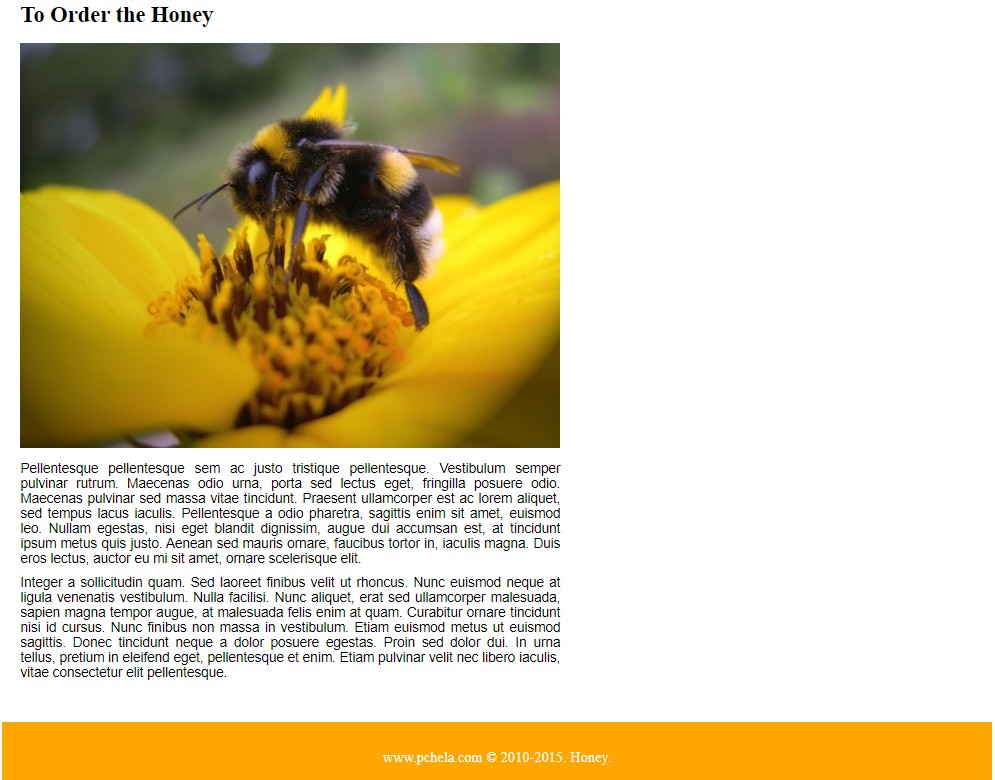 To Order the Honey
Pellentesque pellentesque sem ac justo tristique pellentesque. Vestibulum semper
pulvinar rutrum. Maecenas odio urna, porta sed lectus eget, fringilla posuere odio.
Maecenas pulvinar sed massa vitae tincidunt. Praesent ullamcorper est ac lorem aliquet,
sed tempus lacus iaculis. Pellentesque a odio pharetra, sagittis enim sit amet, euismod
leo. Nullam egestas, nisi eget blandit dignissim, augue dui accumsan est, at tincidunt
ipsum metus quis justo. Aenean sed mauris ornare, faucibus tortor in, iaculis magna. Duis
eros lectus, auctor eu mi sit amet, ornare scelerisque elit.
Integer a sollicitudin quam. Sed laoreet finibus velit ut rhoncus. Nunc euismod neque at
ligula venenatis vestibulum. Nulla facilisi. Nunc aliquet, erat sed ullamcorper malesuada,
sapien magna tempor augue, at malesuada felis enim at quam. Curabitur ornare tincidunt
nisi id cursus. Nunc finibus non massa in vestibulum. Etiam euismod metus ut euismod
sagittis. Donec tincidunt neque a dolor posuere egestas. Proin sed dolor dui. In urna
tellus, pretium in eleifend eget, pellentesque et enim. Etiam pulvinar velit nec libero iaculis,
vitae consectetur elit pellentesque.
www.pchela.com © 2010-2015. Honey.